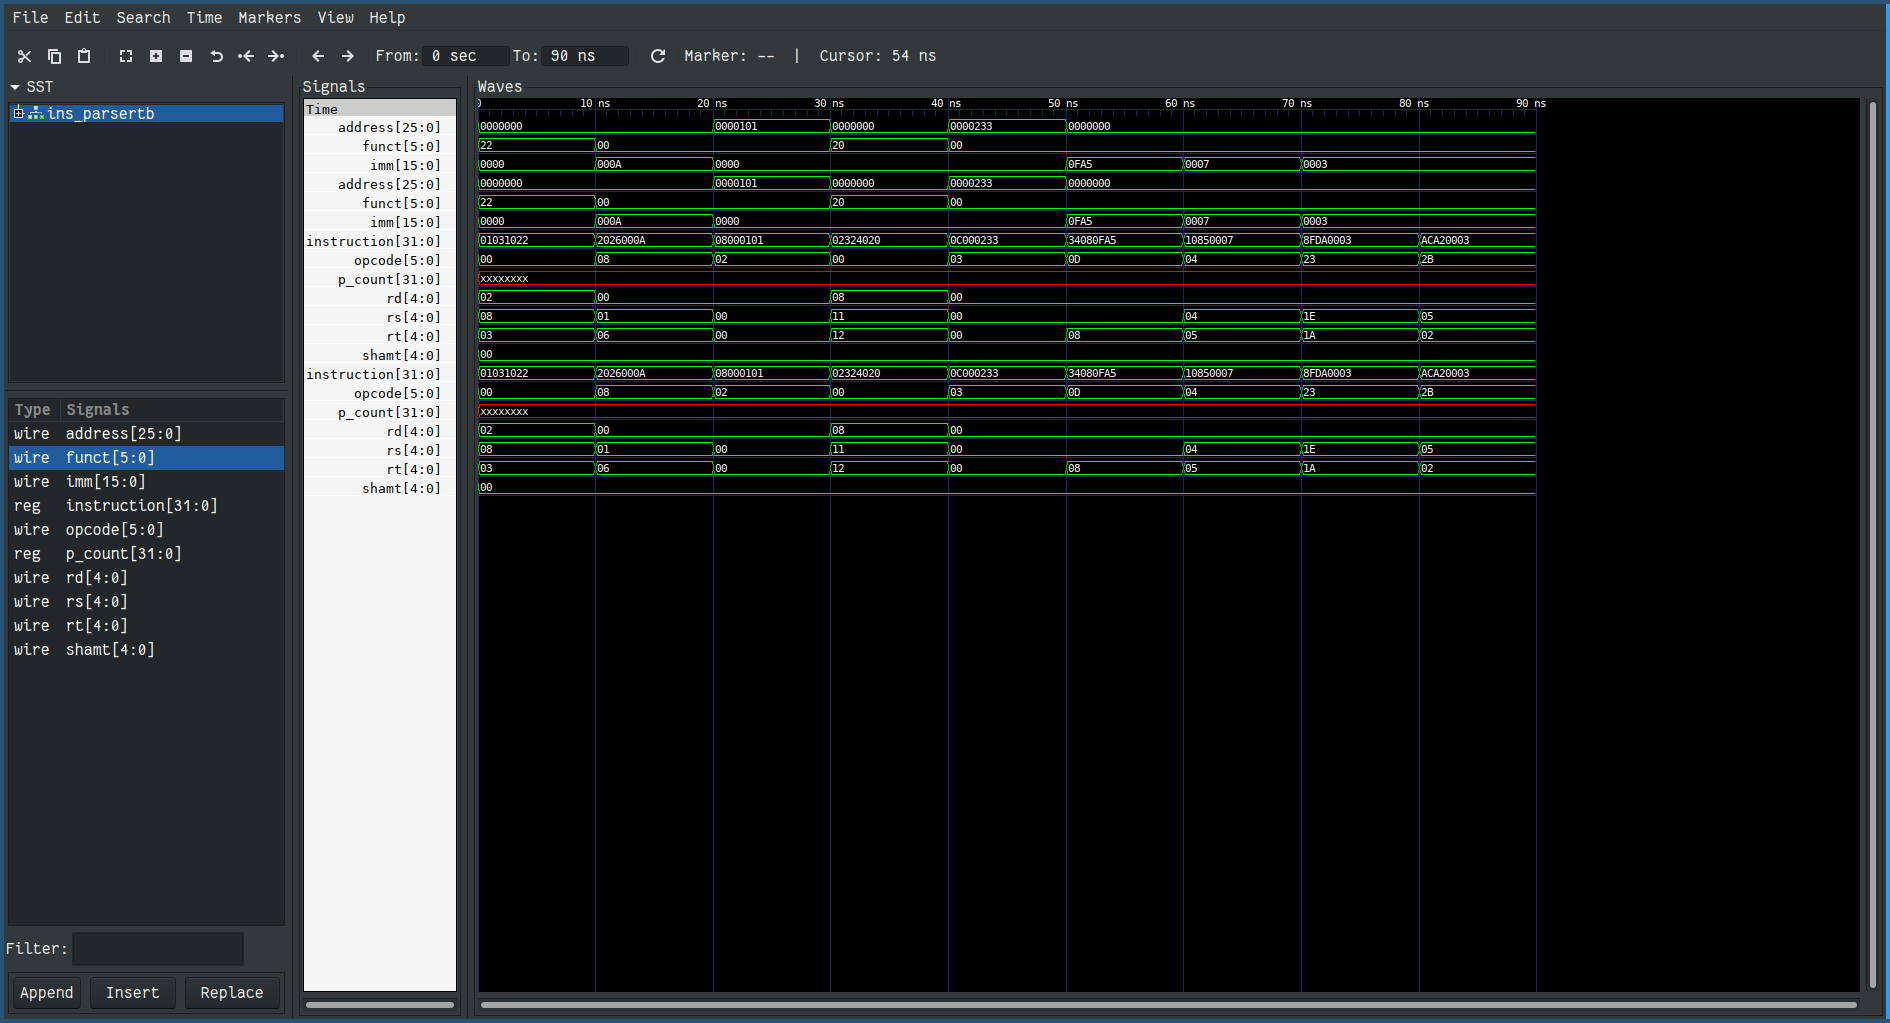 File Edit Search Time Markers View Help
From: 0 sec To: 90 ns Marker: -- | Cursor: 54 ns
SST
ins_parsertb
Type Signals
wire address[25:0]
wire funct[5:0]
wire imm[15:0]
reg instruction[31:0]
wire opcode[5:0]
reg p_count[31:0]
wire rd[4:0]
wire rs[4:0]
wire rt[4:0]
wire shamt[4:0]
Filter:
Append Insert Replace
Signals
Time
address[25:0]
funct[5:0]
imm[15:0]
address[25:0]
funct[5:0]
imm[15:0]
instruction[31:0]
opcode[5:0]
p_count[31:0]
rd[4:0]
rs[4:0]
rt[4:0]
shamt[4:0]
instruction[31:0]
opcode[5:0]
p_count[31:0]
rd[4:0]
rs[4:0]
rt[4:0]
shamt[4:0]
Waves
0 10 ns 20 ns 30 ns 40 ns 50 ns 60 ns 70 ns 80 ns 90 ns
0000000 0000101 0000000 0000233 0000000
22 00 20 00
0000 000A 0000 0FA5 0007 0003
0000000 0000101 0000000 0000233 0000000
22 00 20 00
0000 000A 0000 0FA5 0007 0003
01031022 2026000A 08000101 02324020 0C000233 34080FA5 10850007 8FDA0003 ACA20003
00 08 02 00 03 0D 04 23 2B
xxxxxxxx
02 00 08 00
08 01 00 11 00 04 1E 05
03 06 00 12 00 08 05 1A 02
00
01031022 2026000A 08000101 02324020 0C000233 34080FA5 10850007 8FDA0003 ACA20003
00 08 02 00 03 0D 04 23 2B
xxxxxxxx
02 00 08 00
08 01 00 11 00 04 1E 05
03 06 00 12 00 08 05 1A 02
00